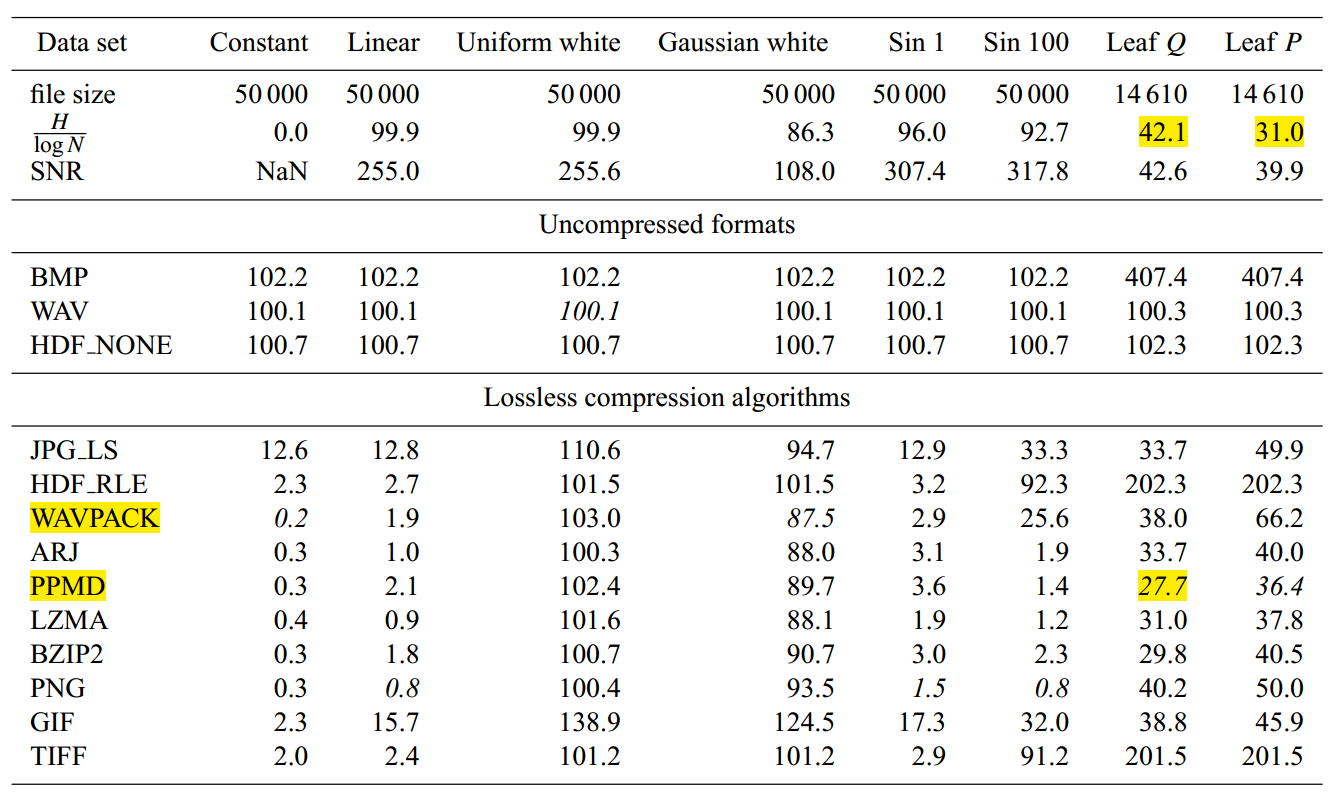 Data set Constant Linear Uniform white Gaussian white Sin 1 Sin 100 Leaf Q Leaf P
file size 50 000 50 000 50 000 50 000 50 000 50 000 14 610 14 610
H
log N 0.0 99.9 99.9 86.3 96.0 92.7 42.1 31.0
SNR NaN 255.0 255.6 108.0 307.4 317.8 42.6 39.9
Uncompressed formats
BMP 102.2 102.2 102.2 102.2 102.2 102.2 407.4 407.4
WAV 100.1 100.1 100.1 100.1 100.1 100.1 100.3 100.3
HDF_NONE 100.7 100.7 100.7 100.7 100.7 100.7 102.3 102.3
Lossless compression algorithms
JPG_LS 12.6 12.8 110.6 94.7 12.9 33.3 33.7 49.9
HDF_RLE 2.3 2.7 101.5 101.5 3.2 92.3 202.3 202.3
WAVPACK 0.2 1.9 103.0 87.5 2.9 25.6 38.0 66.2
ARJ 0.3 1.0 100.3 88.0 3.1 1.9 33.7 40.0
PPMD 0.3 2.1 102.4 89.7 3.6 1.4 27.7 36.4
LZMA 0.4 0.9 101.6 88.1 1.9 1.2 31.0 37.8
BZIP2 0.3 1.8 100.7 90.7 3.0 2.3 29.8 40.5
PNG 0.3 0.8 100.4 93.5 1.5 0.8 40.2 50.0
GIF 2.3 15.7 138.9 124.5 17.3 32.0 38.8 45.9
TIFF 2.0 2.4 101.2 101.2 2.9 91.2 201.5 201.5